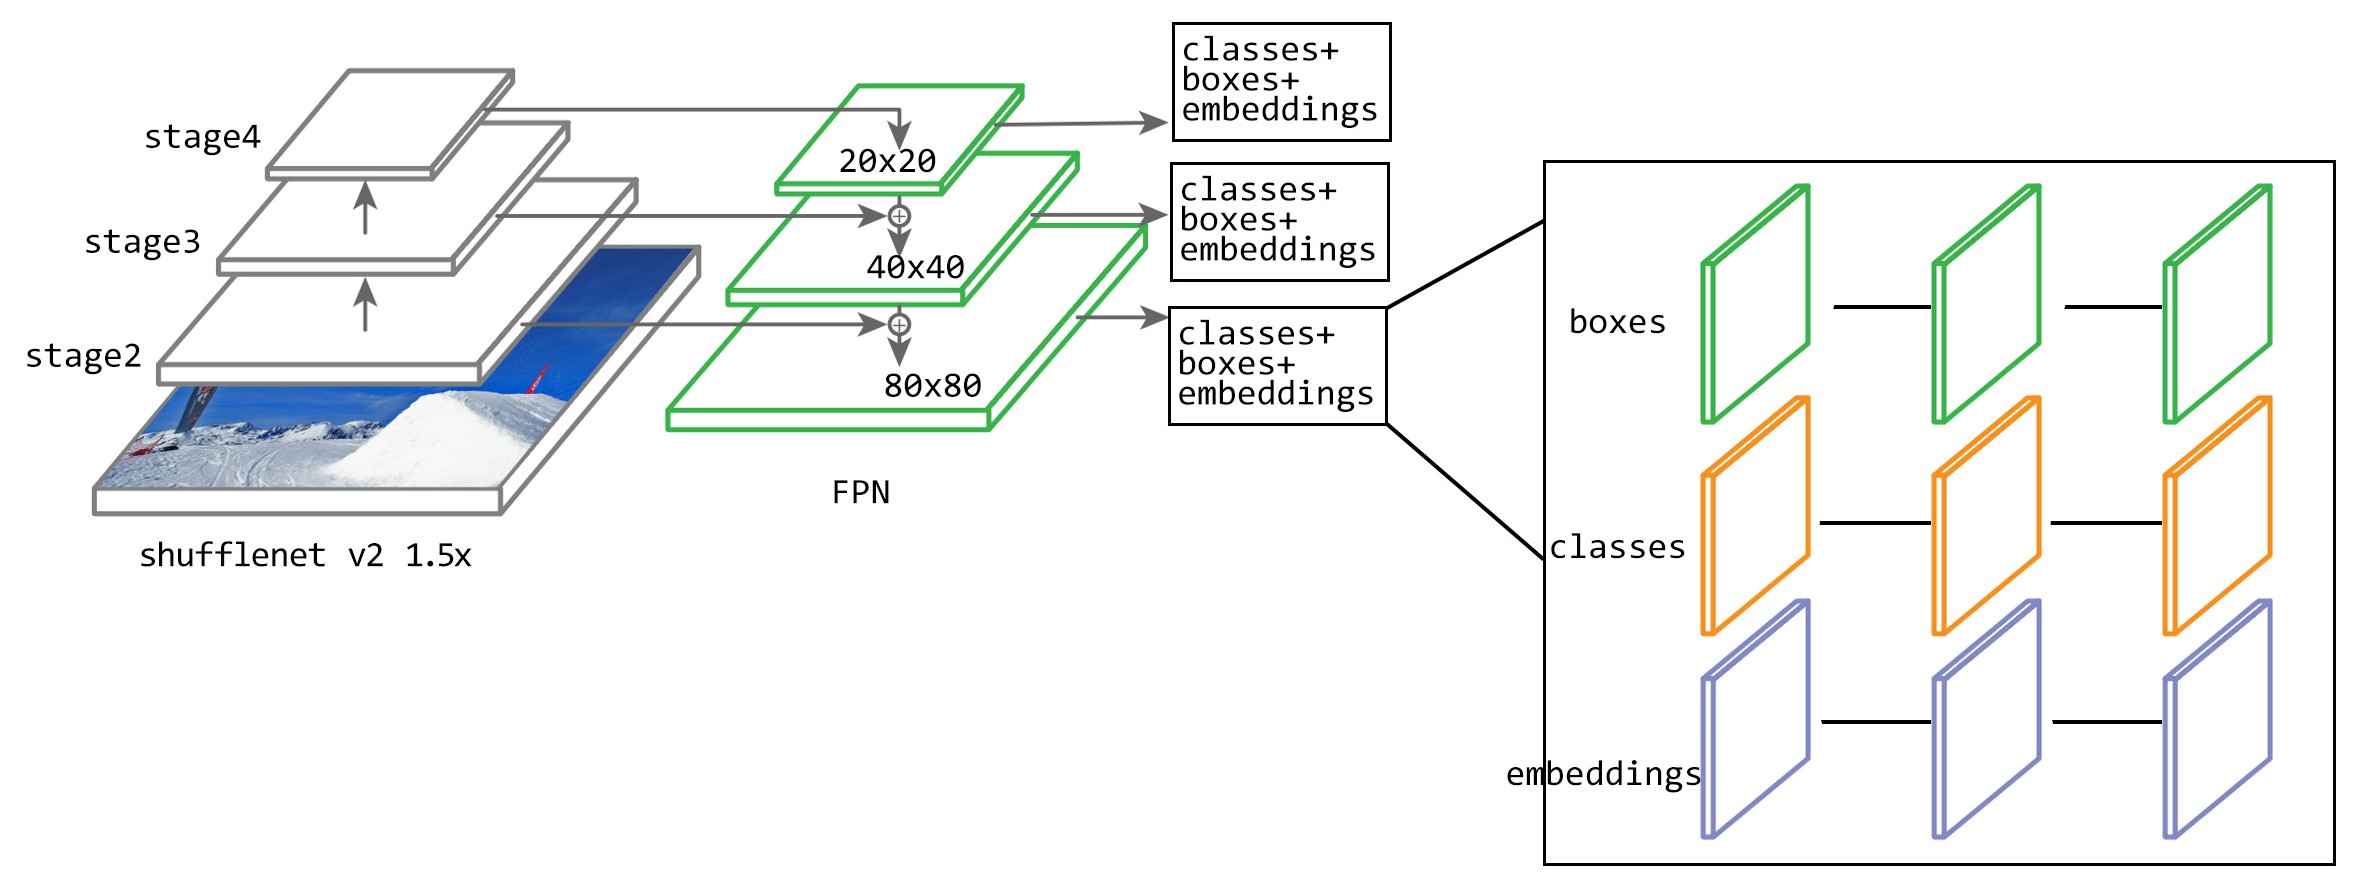 stage4
stage3
stage2
shufflenet v2 1.5x
20x20
⊕
40x40
⊕
80x80
FPN
classes+
boxes+
embeddings
classes+
boxes+
embeddings
classes+
boxes+
embeddings
boxes
classes
embeddings